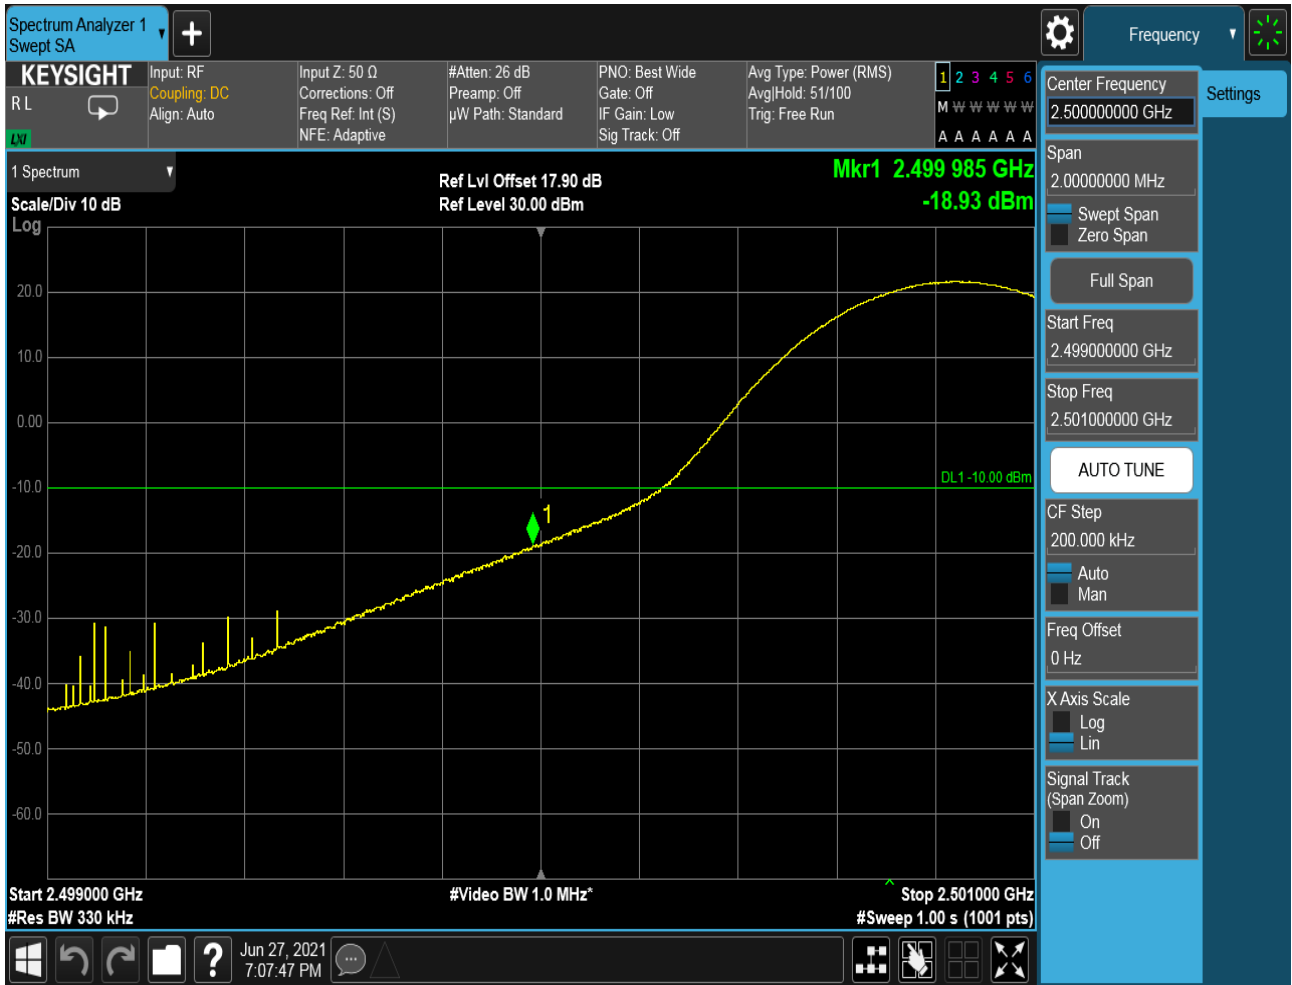 Spectrum Analyzer 1
Swept SA
Frequency
KEYSIGHT
R L
LXI
Input: RF
Coupling: DC
Align: Auto
Input Z: 50 Ω
Corrections: Off
Freq Ref: Int (S)
NFE: Adaptive
#Atten: 26 dB
Preamp: Off
µW Path: Standard
PNO: Best Wide
Gate: Off
IF Gain: Low
Sig Track: Off
Avg Type: Power (RMS)
Avg|Hold: 51/100
Trig: Free Run
1 2 3 4 5 6
M W W W W W
A A A A A A
1 Spectrum
Scale/Div 10 dB
Log
Ref Lvl Offset 17.90 dB
Ref Level 30.00 dBm
Mkr1 2.499 985 GHz
-18.93 dBm
20.0
10.0
0.00
-10.0
-20.0
-30.0
-40.0
-50.0
-60.0
DL1 -10.00 dBm
1
Start 2.499000 GHz
#Res BW 330 kHz
#Video BW 1.0 MHz*
Stop 2.501000 GHz
#Sweep 1.00 s (1001 pts)
Jun 27, 2021
7:07:47 PM
Center Frequency
2.500000000 GHz
Settings
Span
2.00000000 MHz
Swept Span
Zero Span
Full Span
Start Freq
2.499000000 GHz
Stop Freq
2.501000000 GHz
AUTO TUNE
CF Step
200.000 kHz
Auto
Man
Freq Offset
0 Hz
X Axis Scale
Log
Lin
Signal Track
(Span Zoom)
On
Off